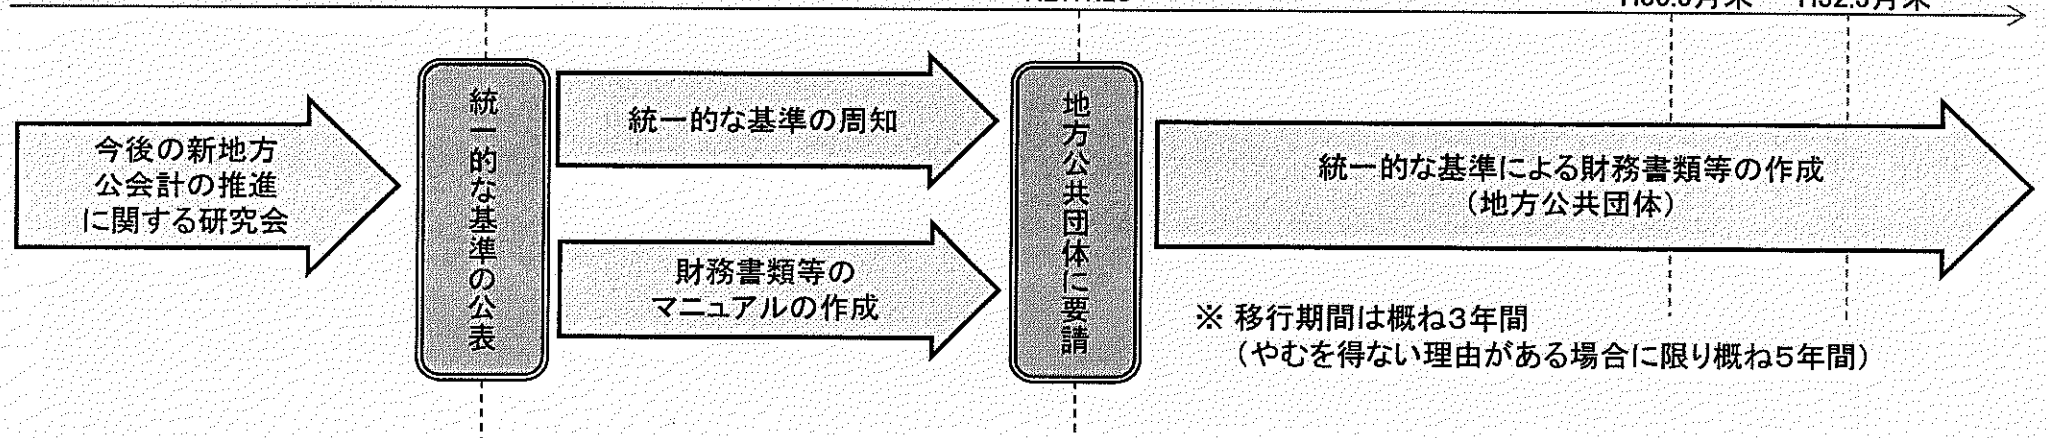 今後の新地方
公会計の推進
に関する研究会
統一的な基準の公表
統一的な基準の周知
財務書類等の
マニュアルの作成
地方公共団体に要請
統一的な基準による財務書類等の作成
(地方公共団体)
※ 移行期間は概ね3年間
(やむを得ない理由がある場合に限り概ね5年間)